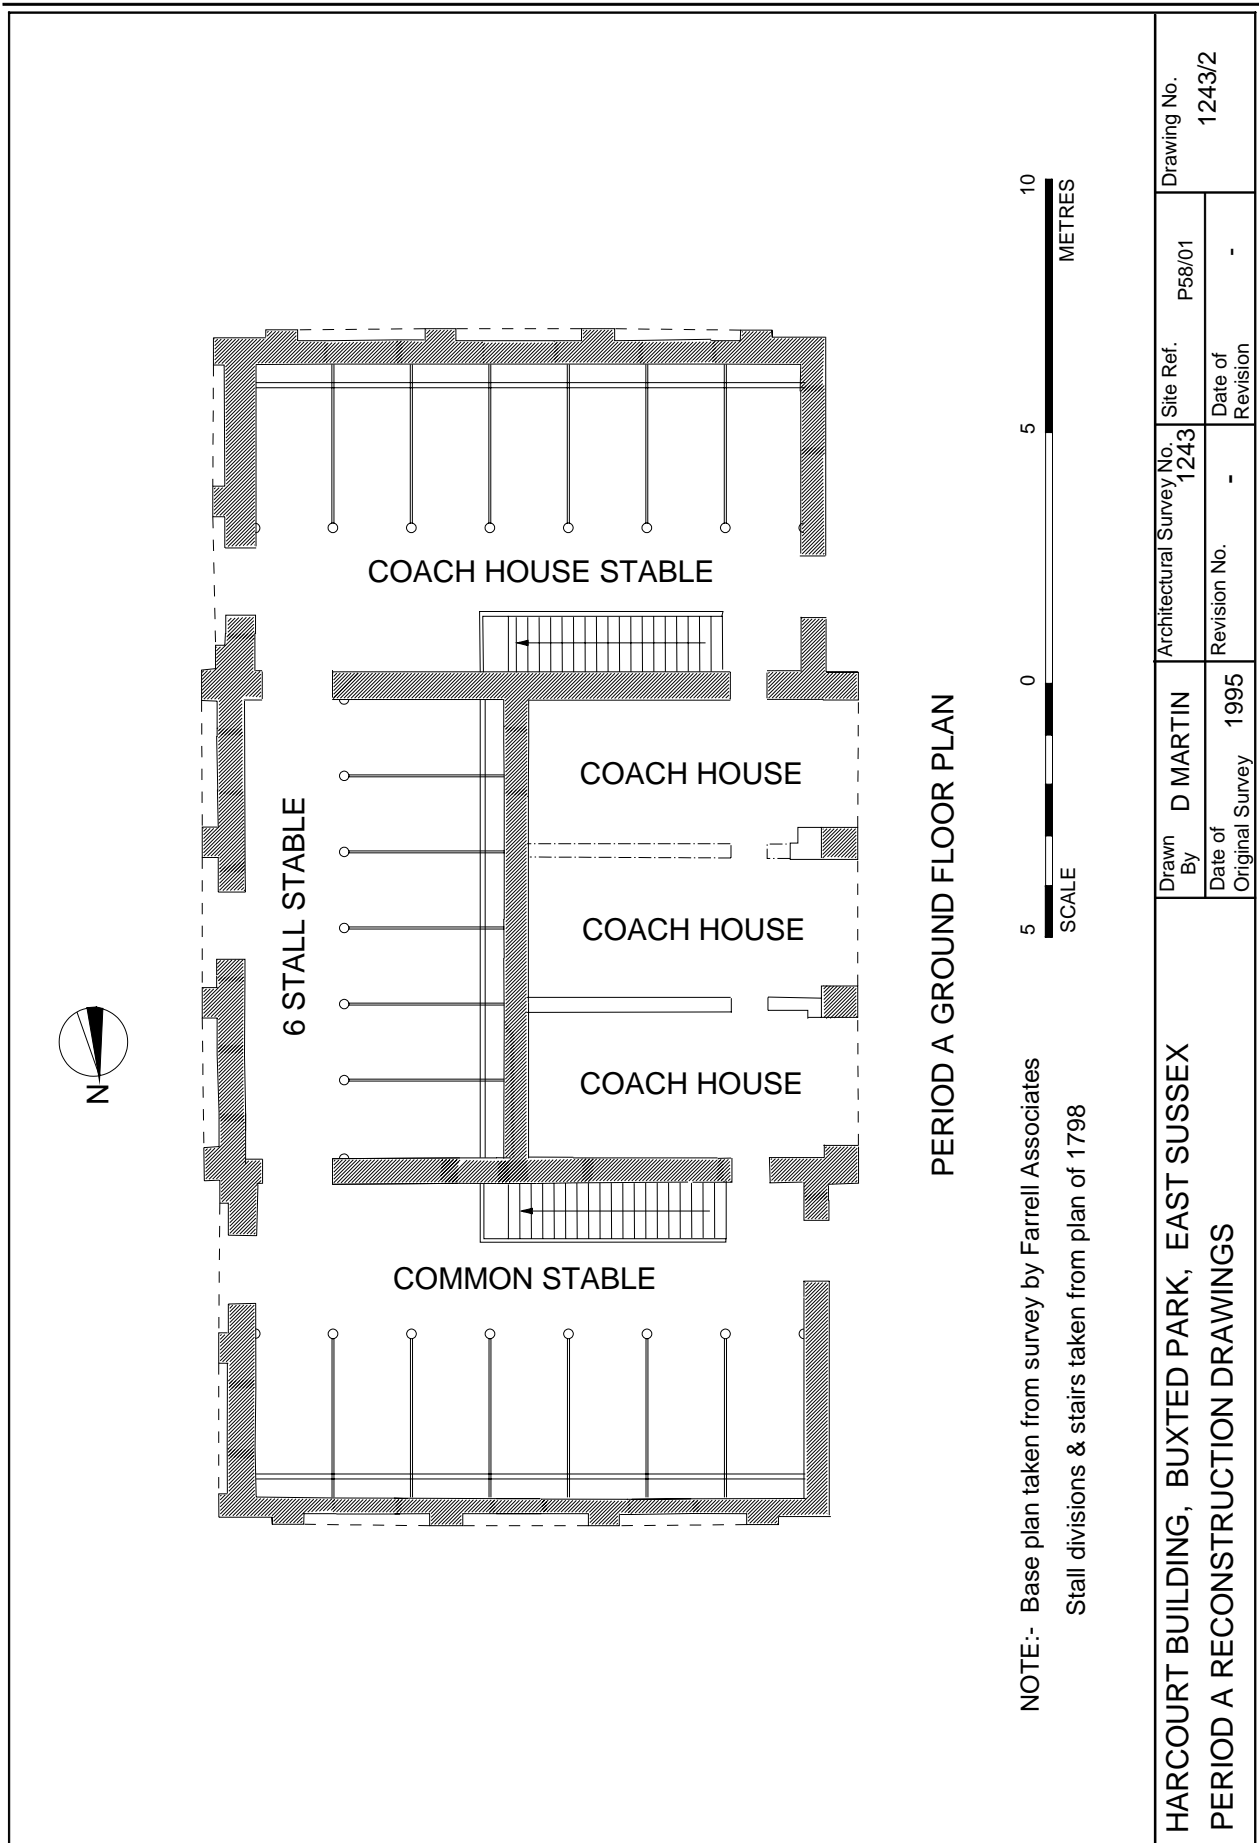 N
COACH HOUSE STABLE
6 STALL STABLE
COACH HOUSE
COACH HOUSE
COACH HOUSE
COMMON STABLE
PERIOD A GROUND FLOOR PLAN
5 0 5 10
SCALE METRES
NOTE:- Base plan taken from survey by Farrell Associates
Stall divisions & stairs taken from plan of 1798
HARCOURT BUILDING, BUXTED PARK, EAST SUSSEX
PERIOD A RECONSTRUCTION DRAWINGS
Drawn
By D MARTIN
Date of
Original Survey 1995
Architectural Survey No.
1243
Revision No. -
Site Ref. P58/01
Date of
Revision -
Drawing No.
1243/2